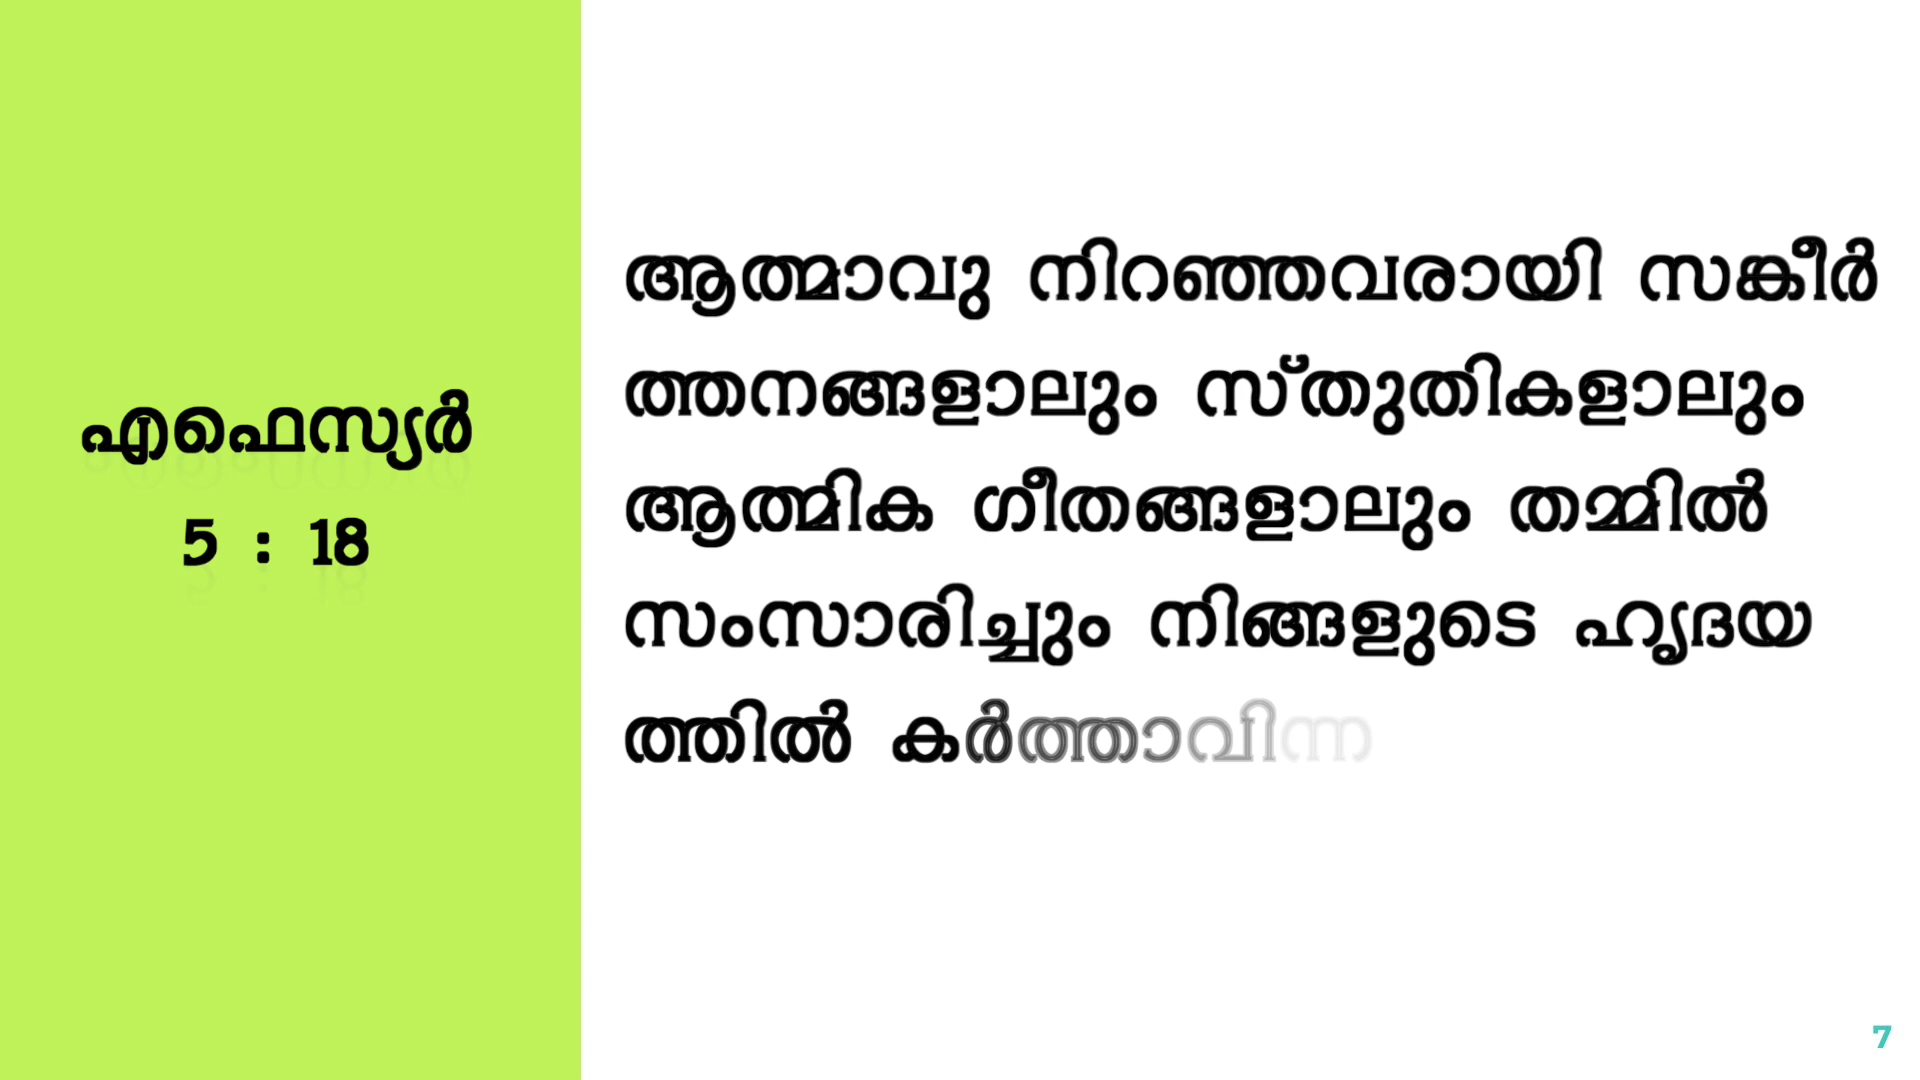 എഫെസ്യർ
5 : 18
ആത്മാവു നിറഞ്ഞവരായി സങ്കീർ
ത്തനങ്ങളാലും സ്തുതികളാലും
ആത്മിക ഗീതങ്ങളാലും തമ്മിൽ
സംസാരിച്ചും നിങ്ങളുടെ ഹൃദയ
ത്തിൽ കർത്താവിന്ന
7